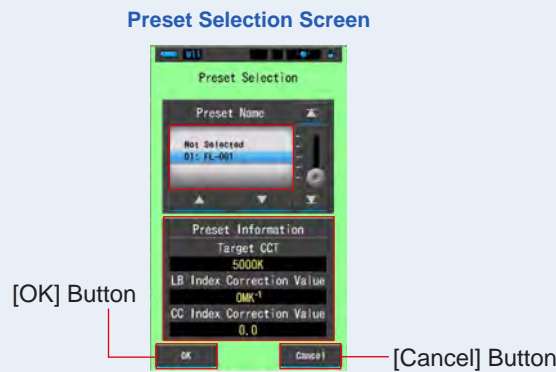 Preset Selection Screen
Preset Selection
Preset Name
Not Selected
01: FL-001
Preset Information
Target CCT
5000K
LB Index Correction Value
0MK-1
CC Index Correction Value
0.0
[OK] Button
OK
Cancel
[Cancel] Button